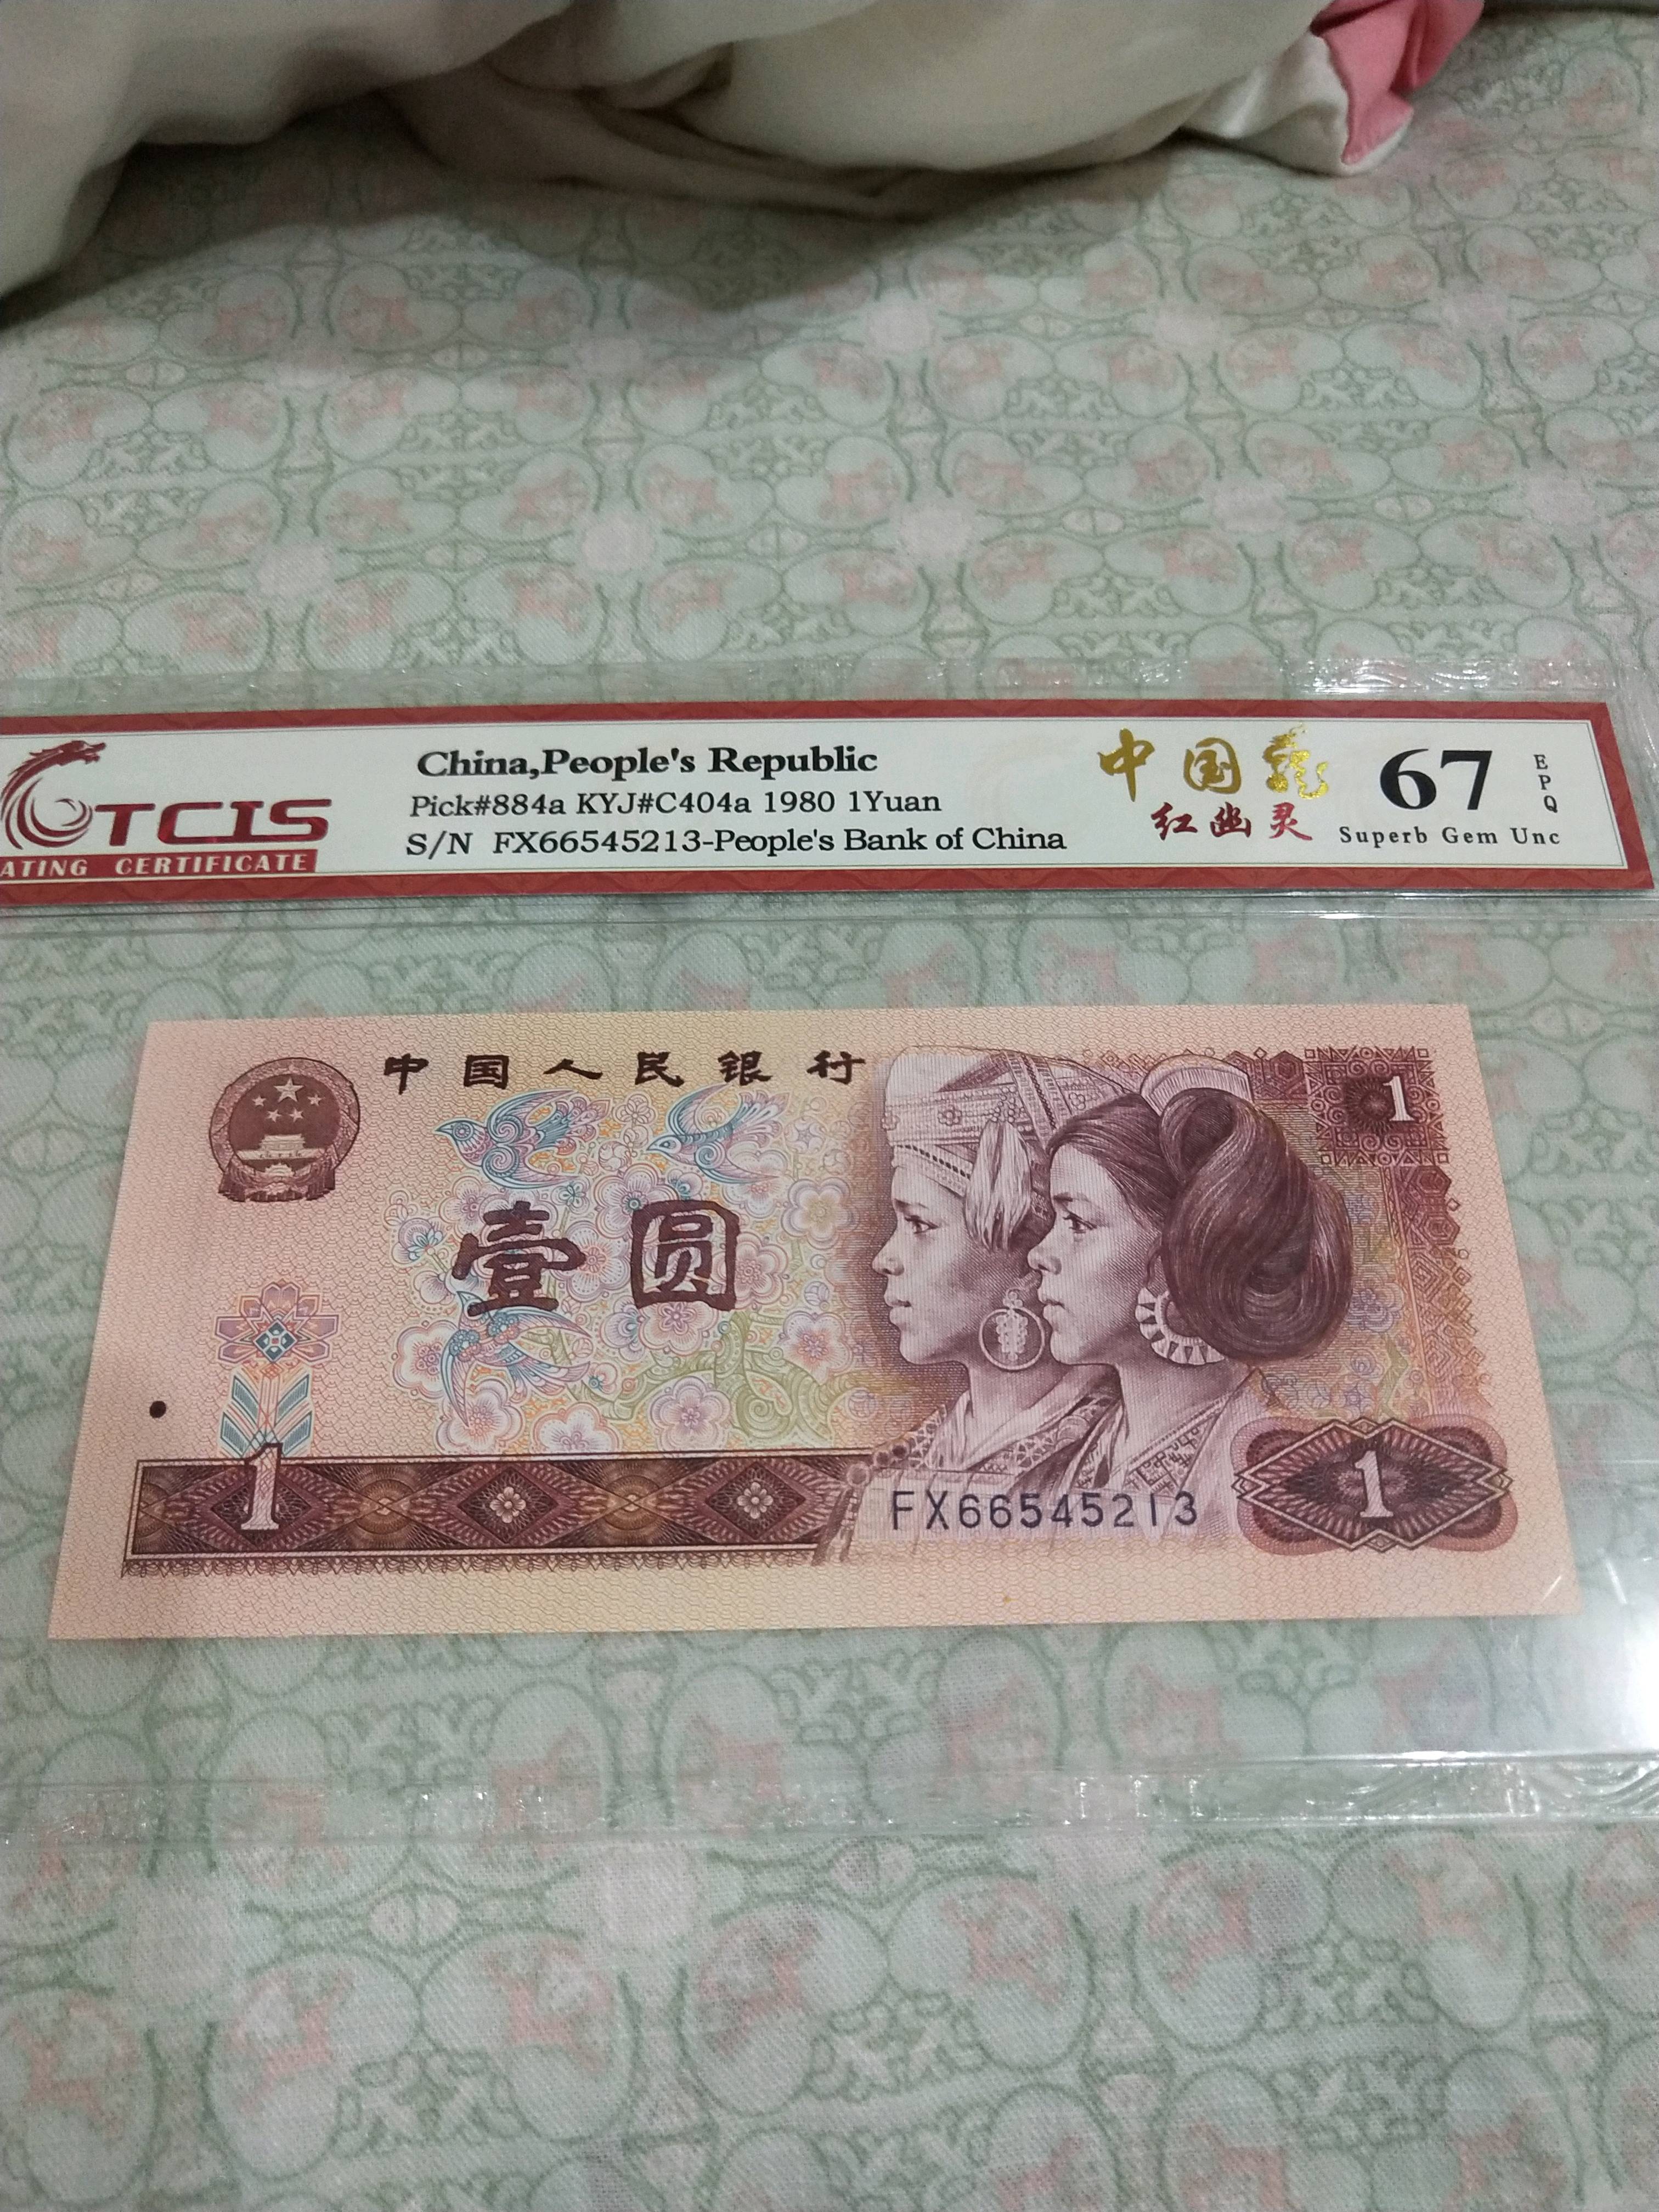 TCIS
ATING CERTIFICATE
China,People's Republic
Pick#884a KYJ#C404a 1980 1Yuan
S/N FX66545213-People's Bank of China
中国龍
红幽灵
67
EPQ
Superb Gem Unc
中国人民银行
1
壹圆
1
FX66545213
1